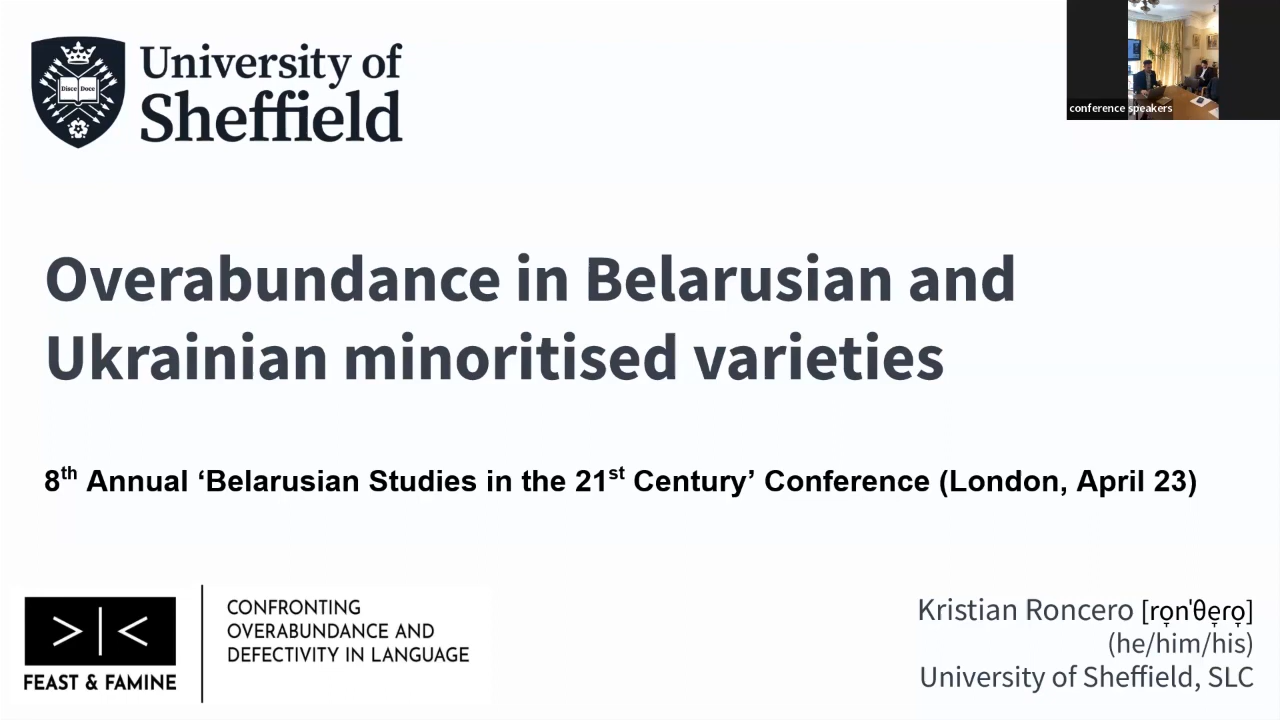 University of
Sheffield
Disce Doce
conference speakers
Overabundance in Belarusian and
Ukrainian minoritised varieties
8th Annual ‘Belarusian Studies in the 21st Century’ Conference (London, April 23)
>|<
FEAST & FAMINE
CONFRONTING
OVERABUNDANCE AND
DEFECTIVITY IN LANGUAGE
Kristian Roncero [ro̞nˈθe̞ɾo̞]
(he/him/his)
University of Sheffield, SLC